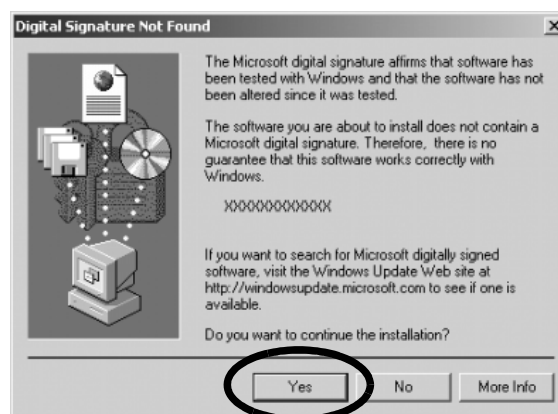 Digital Signature Not Found
The Microsoft digital signature affirms that software has
been tested with Windows and that the software has not
been altered since it was tested.
The software you are about to install does not contain a
Microsoft digital signature. Therefore, there is no
guarantee that this software works correctly with
Windows.
XXXXXXXXXXXXX
If you want to search for Microsoft digitally signed
software, visit the Windows Update Web site at
http://windowsupdate.microsoft.com to see if one is
available.
Do you want to continue the installation?
Yes No More Info